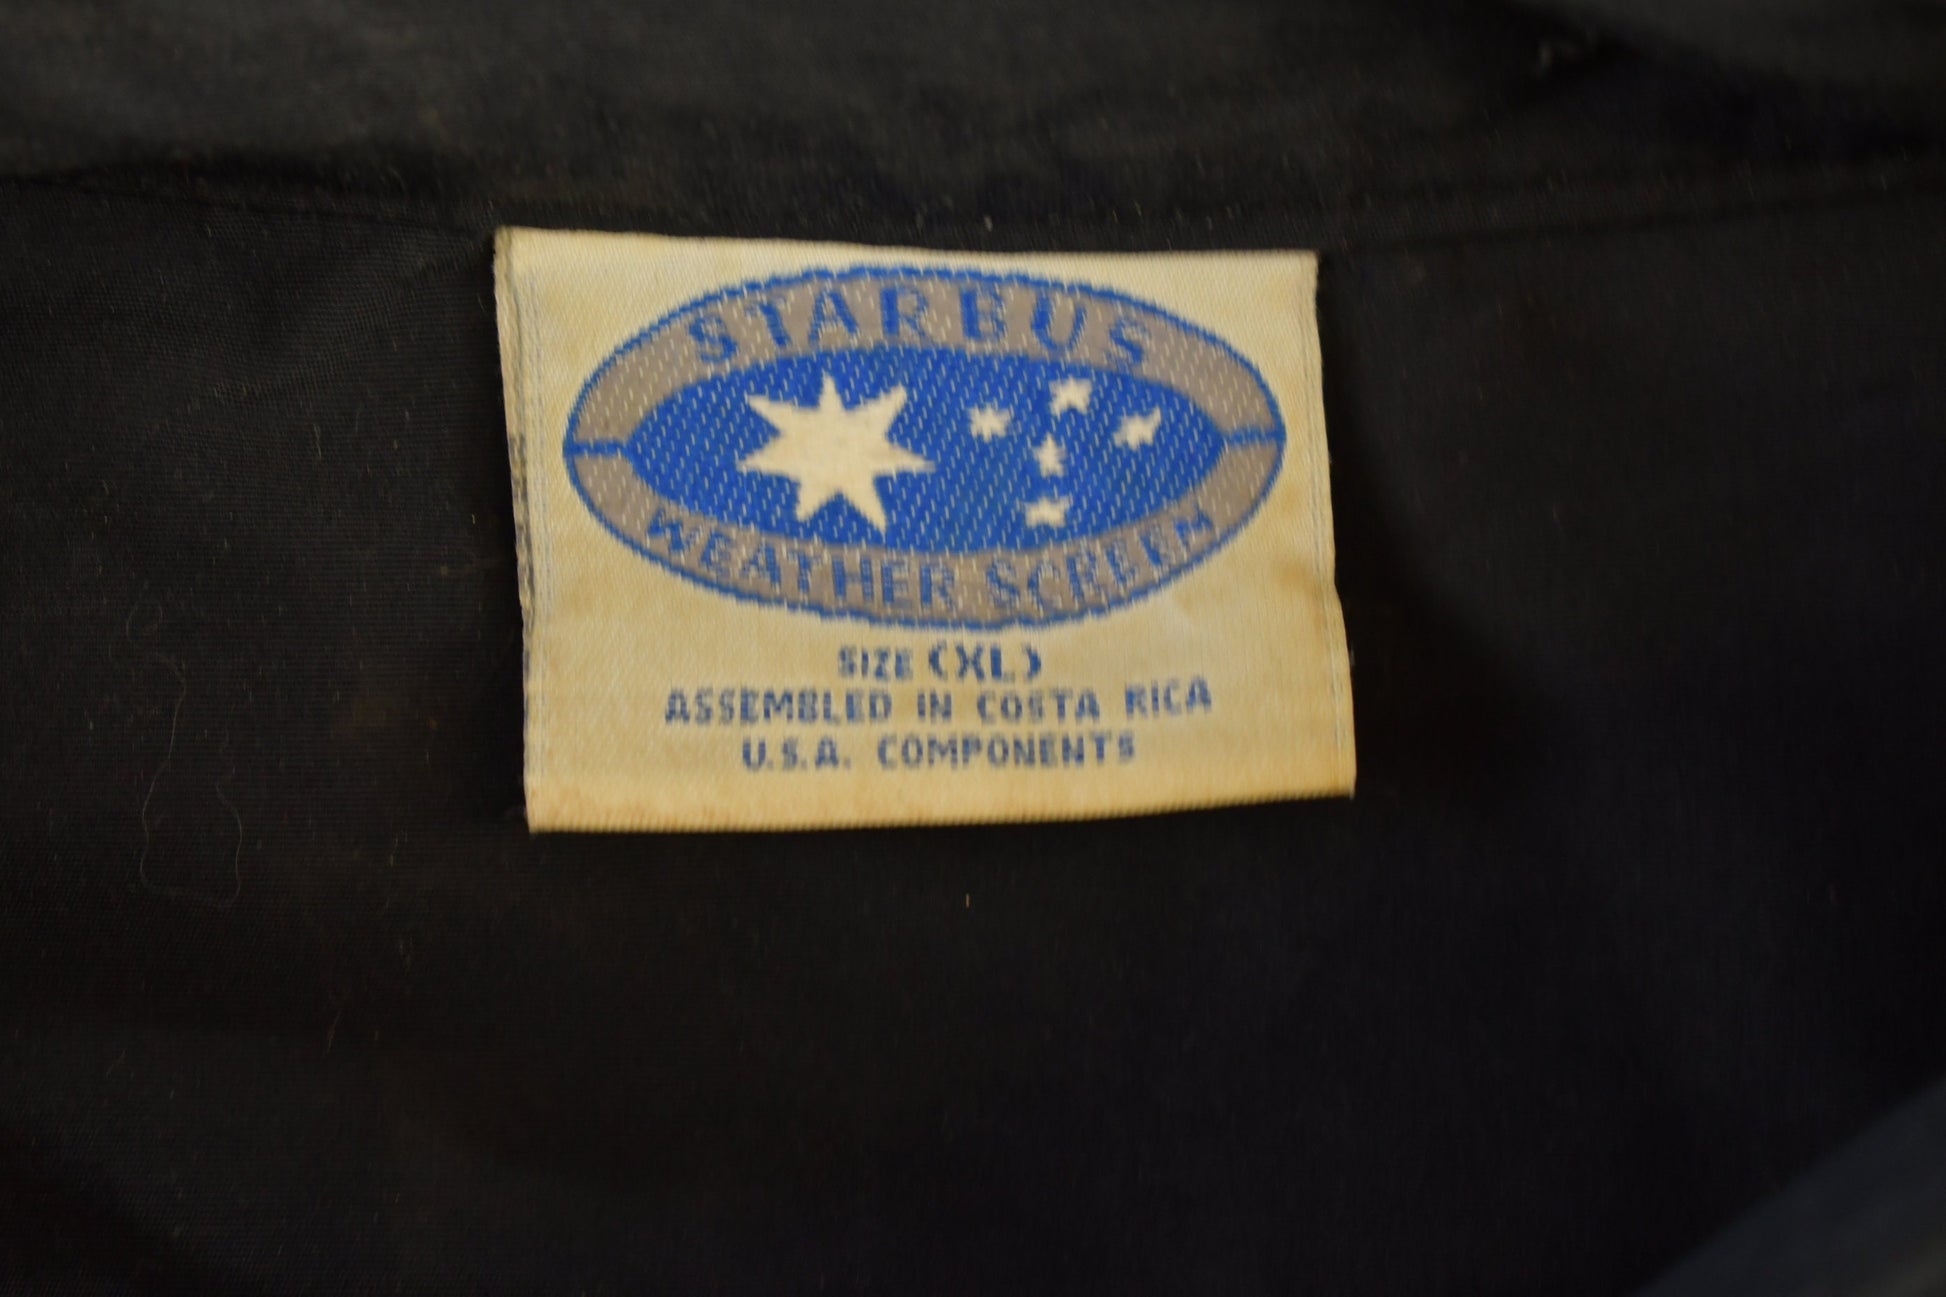 STARBUS
WEATHER SCREEN
SIZE (XL)
ASSEMBLED IN COSTA RICA
U.S.A. COMPONENTS